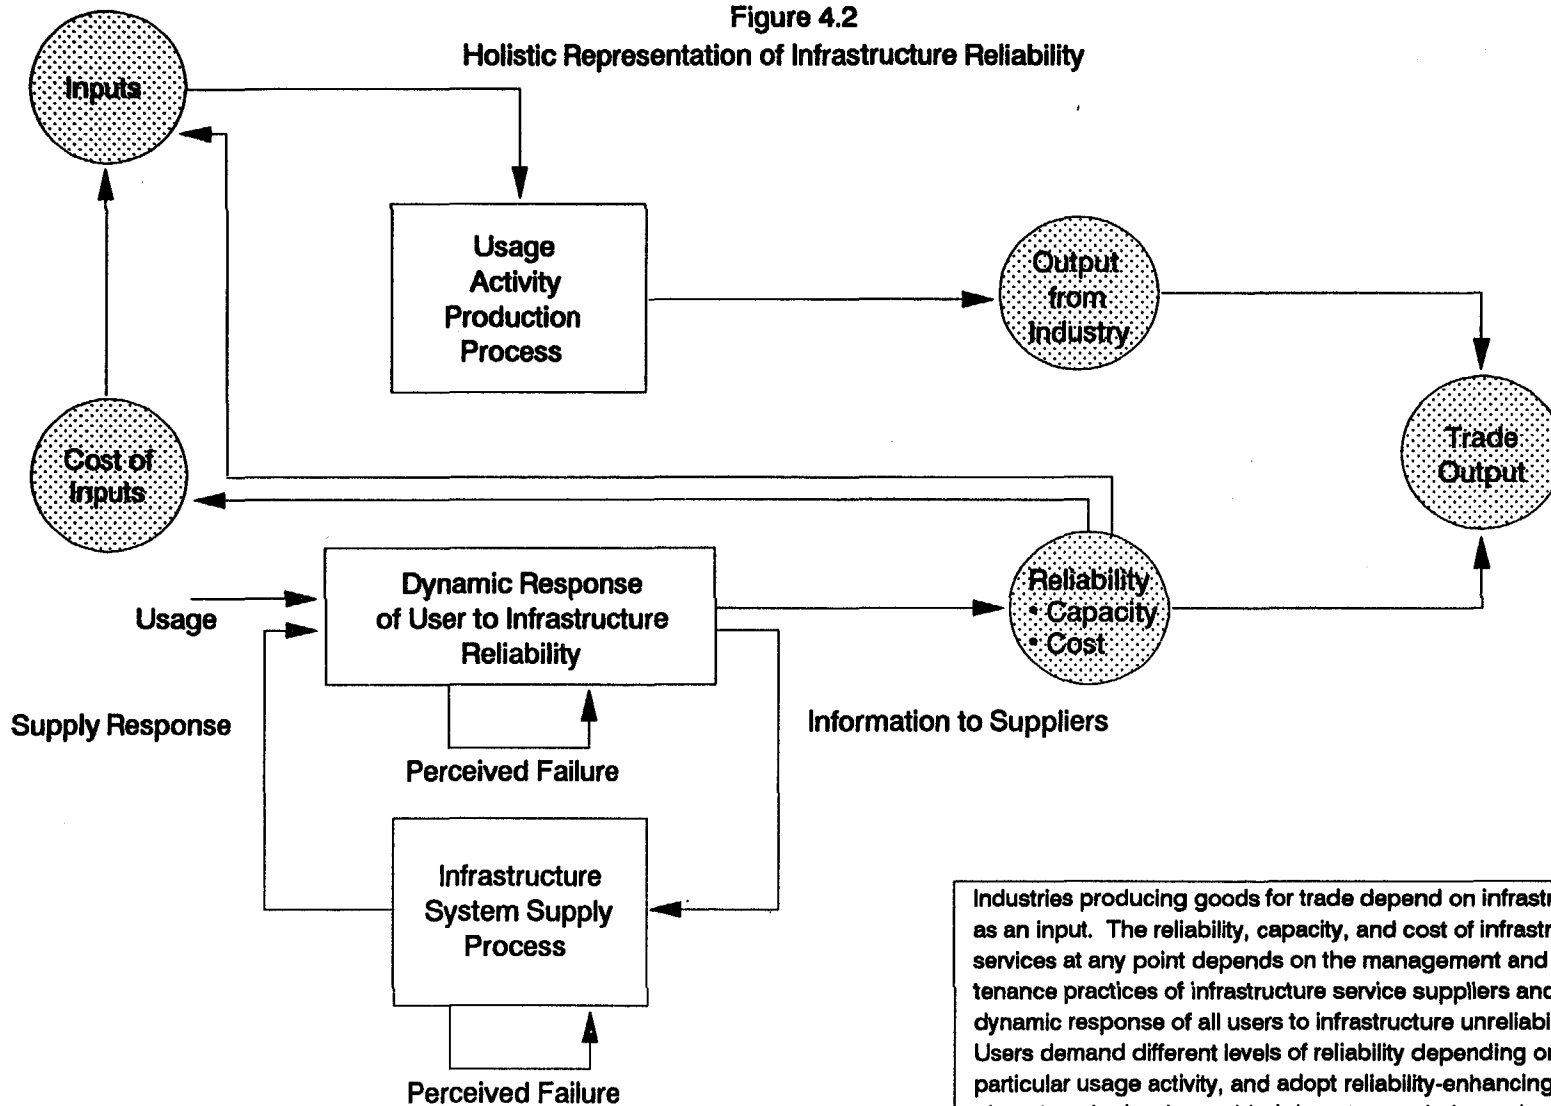 Figure 4.2
Holistic Representation of Infrastructure Reliability
Inputs
Usage
Activity
Production
Process
Output
from
Industry
Trade
Output
Cost of
Inputs
Usage
Dynamic Response
of User to Infrastructure
Reliability
Reliability
• Capacity
• Cost
Supply Response
Information to Suppliers
Perceived Failure
Infrastructure
System Supply
Process
Perceived Failure
Industries producing goods for trade depend on
as an input. The reliability, capacity, and cost of
services at any point depends on the management and
tenance practices of infrastructure service suppliers and
dynamic response of all users to infrastructure
Users demand different levels of reliability depending
particular usage activity, and adopt reliability-enhancing